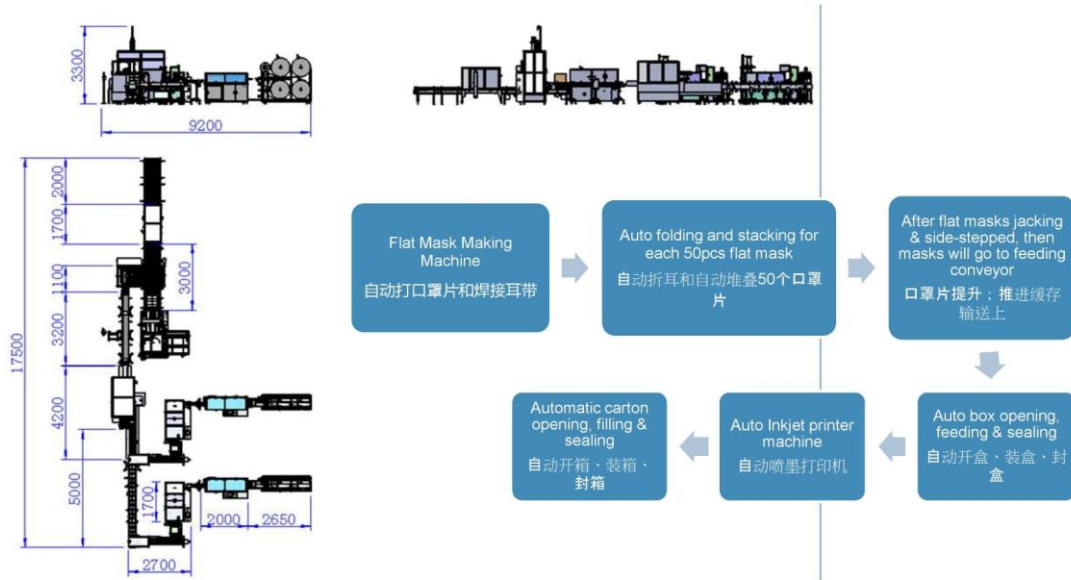 3300
9200
17500
2000
1700
1100
3000
3200
4200
5000
1700
2000
2650
2700
Flat Mask Making
Machine
自动打口罩片和焊接耳带
Auto folding and stacking for
each 50pcs flat mask
自动折耳和自动堆叠50个口罩
片
After flat masks jacking
& side-stepped, then
masks will go to feeding
conveyor
口罩片提升；推进缓存
输送上
Auto box opening,
feeding & sealing
自动开盒、装盒、封
盒
Auto Inkjet printer
machine
自动喷墨打印机
Automatic carton
opening, filling &
sealing
自动开箱、装箱、
封箱